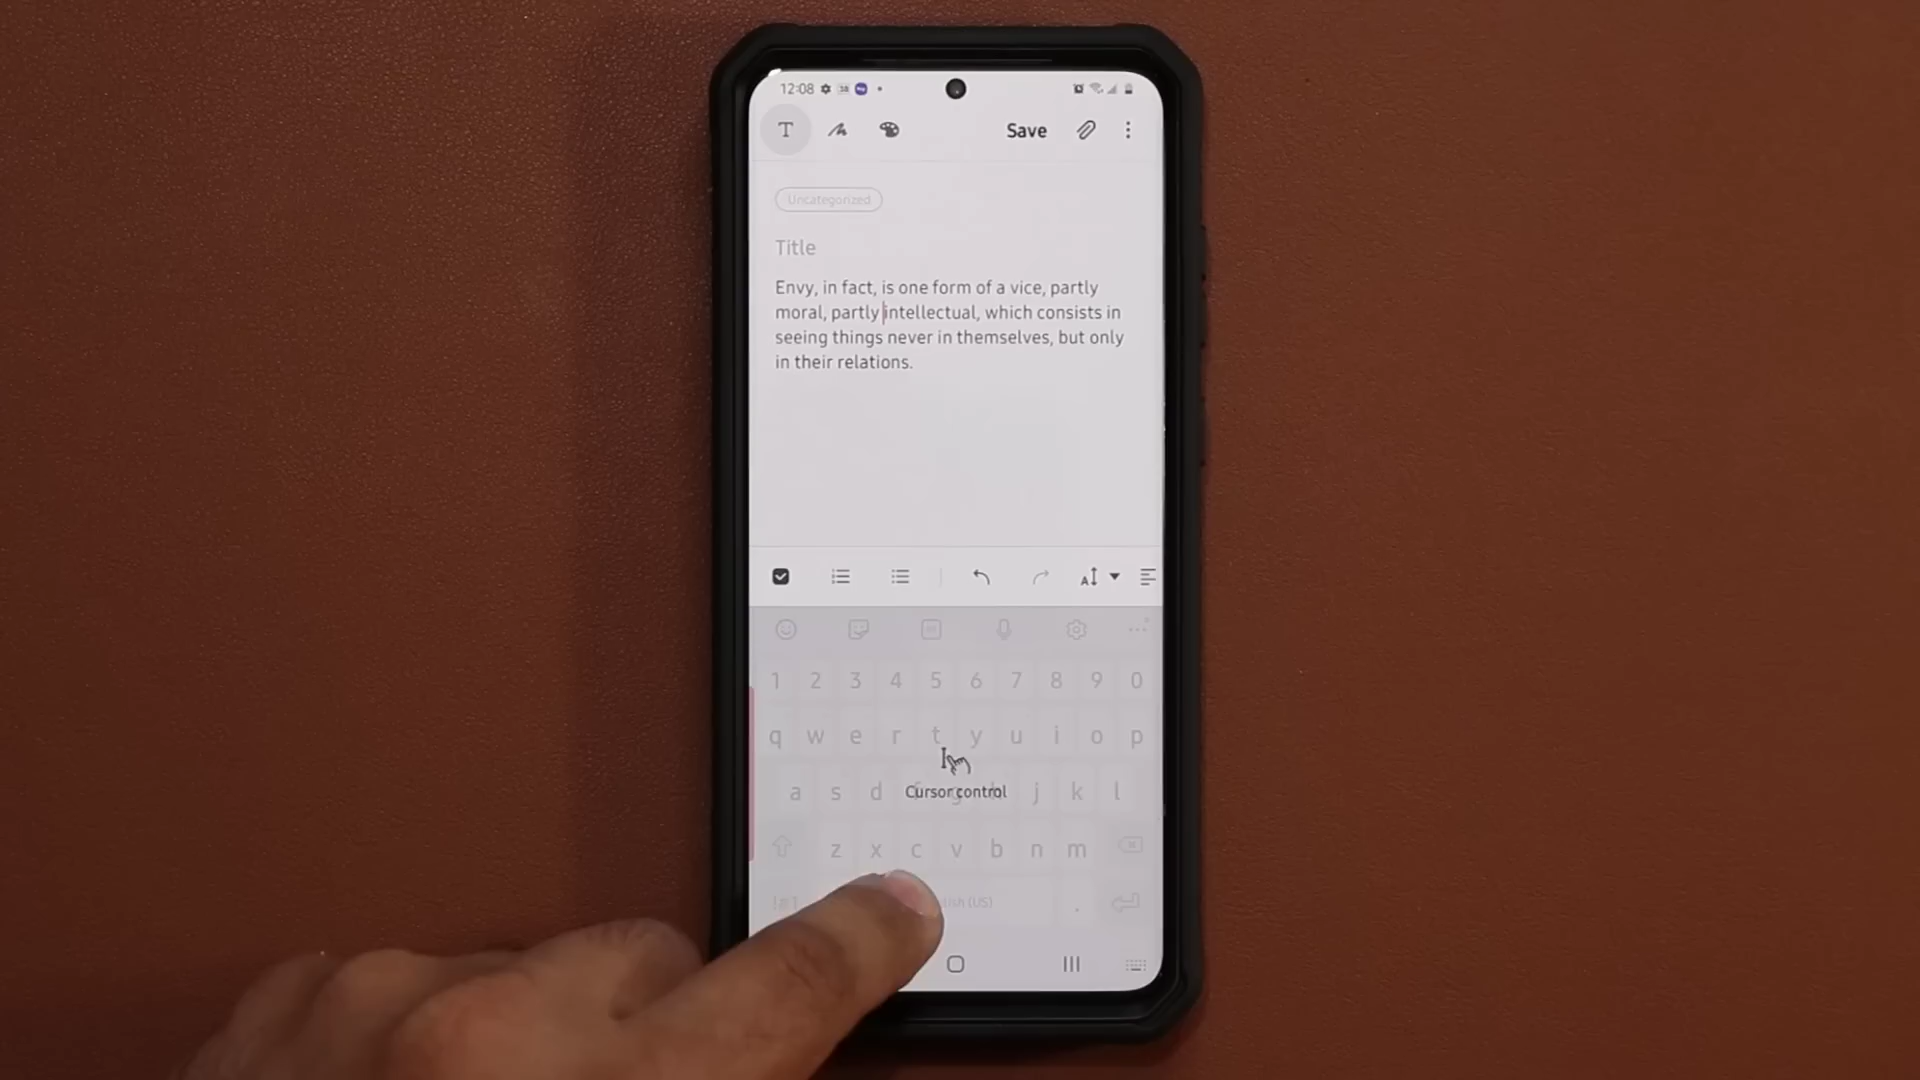 12:08
T
Save
Uncategorized
Title
Envy, in fact, is one form of a vice, partly
moral, partly intellectual, which consists in
seeing things never in themselves, but only
in their relations.
A
1 2 3 4 5 6 7 8 9 0
q w e r t y u i o p
a s d j k l
Cursor control
z x c v b n m
(US) .